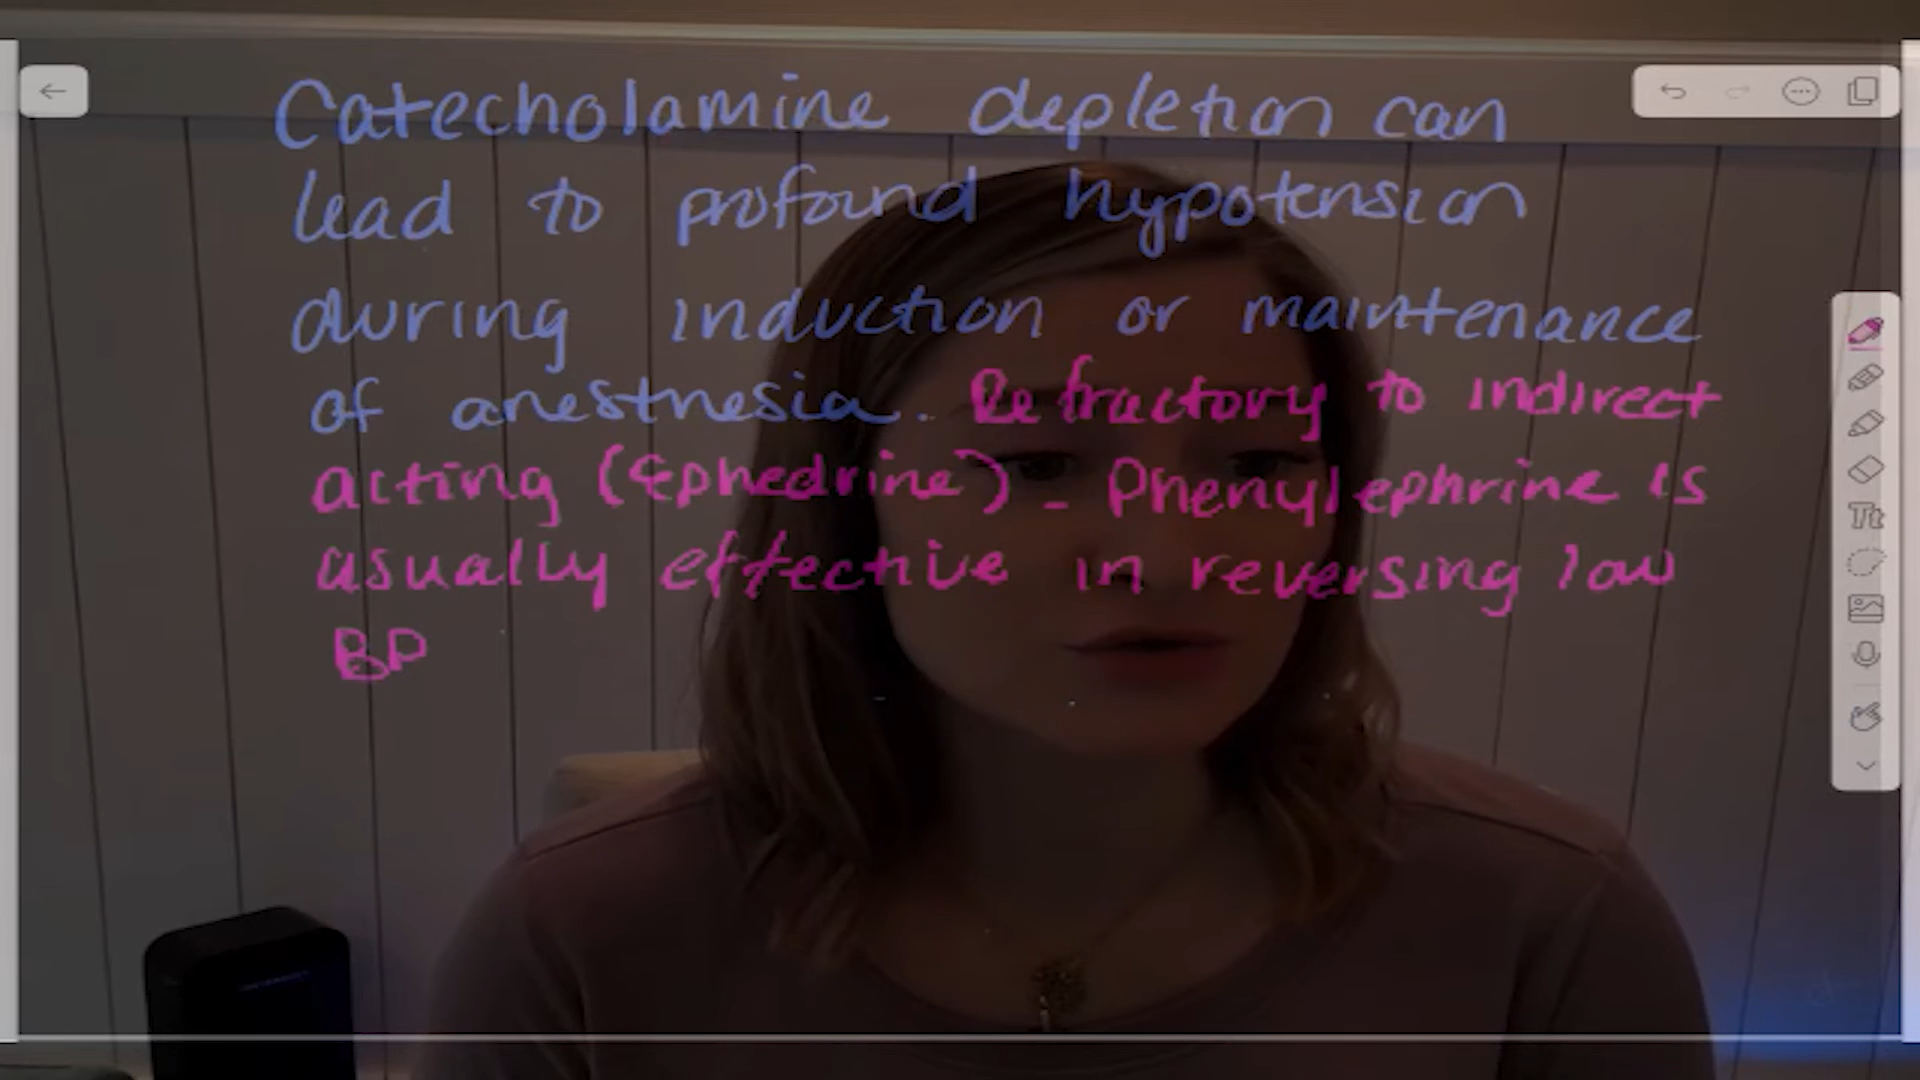 Catecholamine depletion can
lead to profound hypotension
during induction or maintenance
of anesthesia. Refractory to indirect
acting (Ephedrine) - Phenylephrine is
usually effective in reversing low
BP
Tt